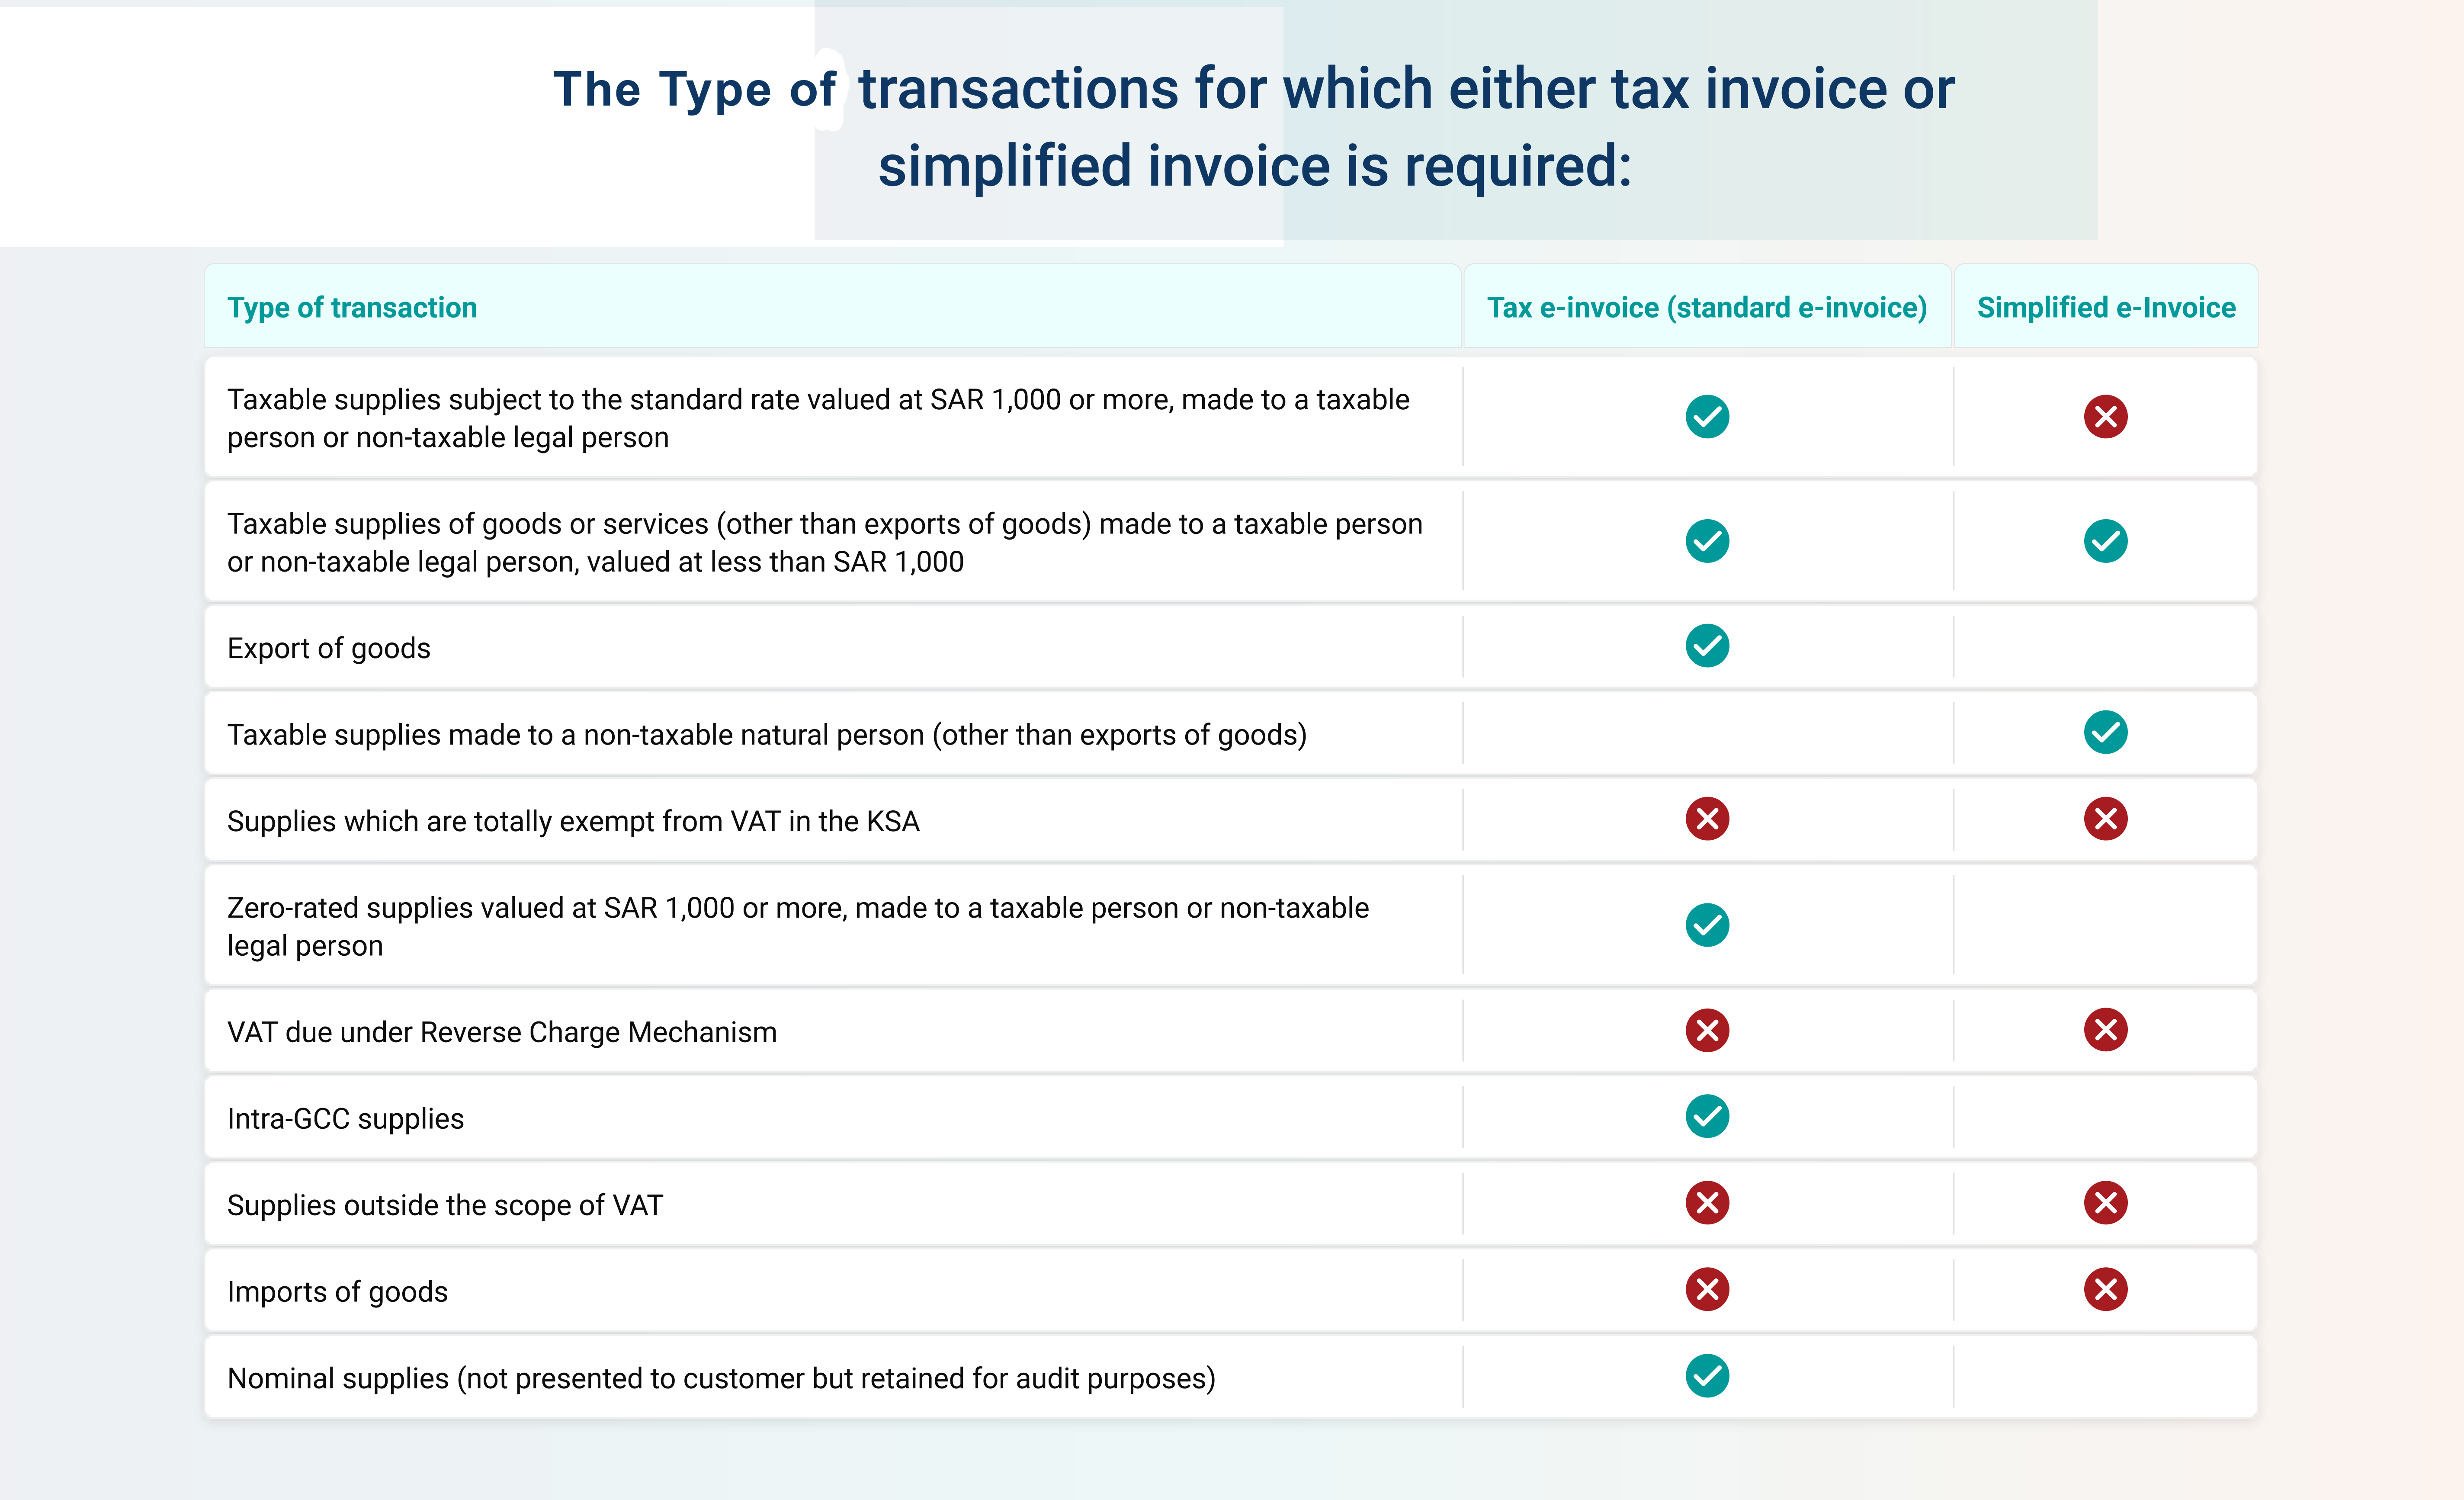 The Type of transactions for which either tax invoice or
simplified invoice is required:
Type of transaction
Tax e-invoice (standard e-invoice)
Simplified e-Invoice
Taxable supplies subject to the standard rate valued at SAR 1,000 or more, made to a taxable
person or non-taxable legal person
Taxable supplies of goods or services (other than exports of goods) made to a taxable person
or non-taxable legal person, valued at less than SAR 1,000
Export of goods
Taxable supplies made to a non-taxable natural person (other than exports of goods)
Supplies which are totally exempt from VAT in the KSA
Zero-rated supplies valued at SAR 1,000 or more, made to a taxable person or non-taxable
legal person
VAT due under Reverse Charge Mechanism
Intra-GCC supplies
Supplies outside the scope of VAT
Imports of goods
Nominal supplies (not presented to customer but retained for audit purposes)